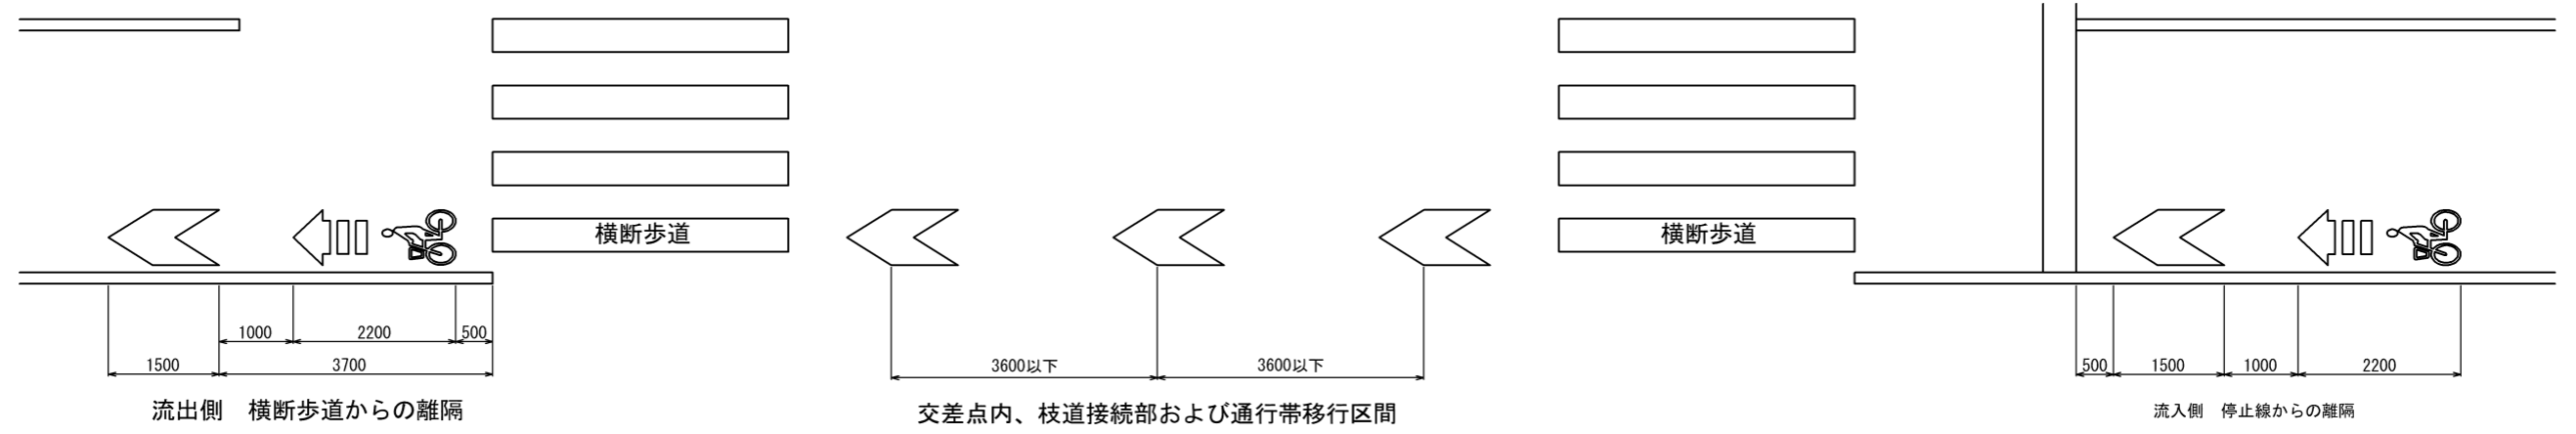 横断歩道
横断歩道
1000 2200 500
1500 3700
3600以下 3600以下
500 1500 1000 2200
流出側　横断歩道からの離隔
交差点内、枝道接続部および通行帯移行区間
流入側　停止線からの離隔